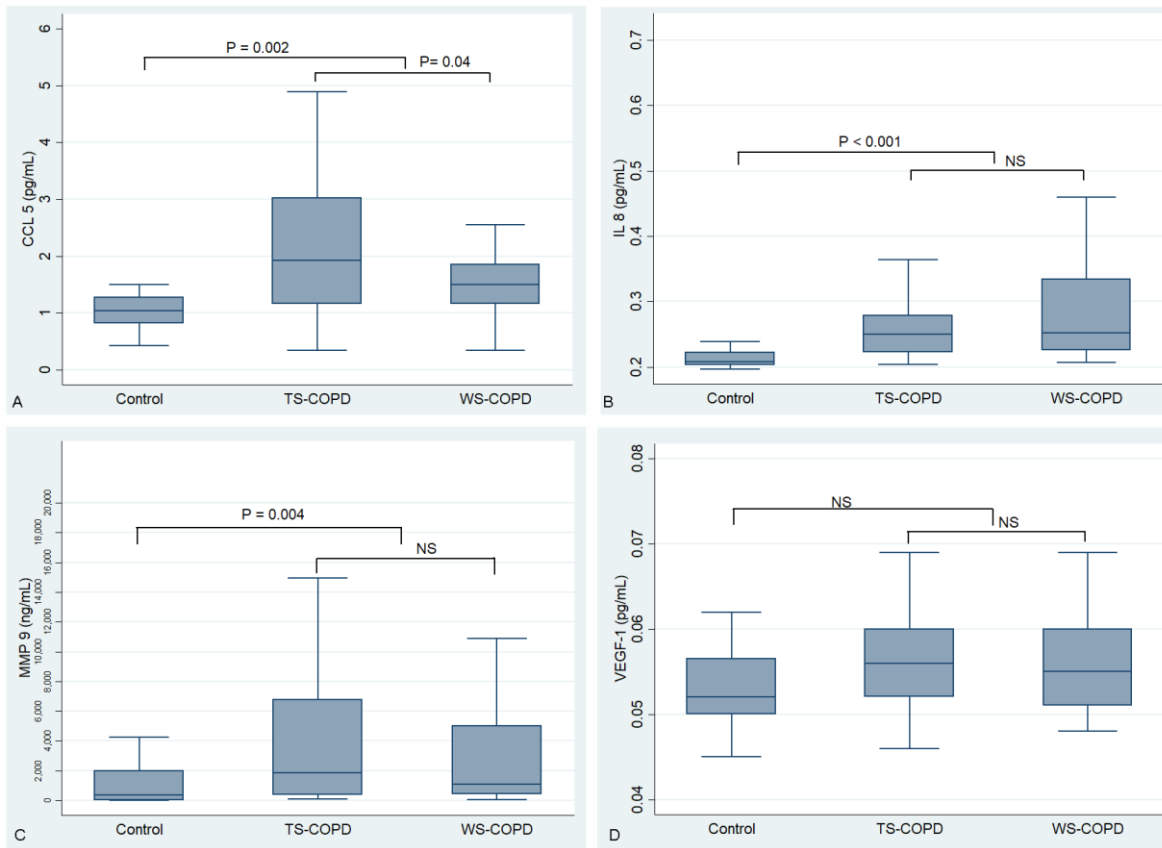 6
5
4
3
2
1
0
CCL 5 (pg/mL)
P = 0.002
P= 0.04
Control TS-COPD WS-COPD
A
0.7
0.6
0.5
0.4
0.3
0.2
IL 8 (pg/mL)
P < 0.001
NS
Control TS-COPD WS-COPD
B
20,000
18,000
16,000
14,000
12,000
10,000
8,000
6,000
4,000
2,000
0
MMP 9 (ng/mL)
P = 0.004
NS
Control TS-COPD WS-COPD
C
0.08
0.07
0.06
0.05
0.04
VEGF-1 (pg/mL)
NS
NS
Control TS-COPD WS-COPD
D